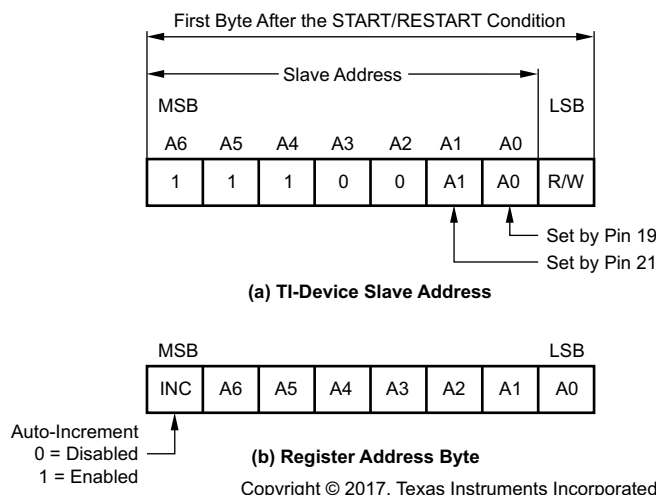 First Byte After the START/RESTART Condition
Slave Address
MSB LSB
A6 A5 A4 A3 A2 A1 A0
1 1 1 0 0 A1 A0 R/W
Set by Pin 19
Set by Pin 21
(a) TI-Device Slave Address
MSB LSB
INC A6 A5 A4 A3 A2 A1 A0
Auto-Increment
0 = Disabled
1 = Enabled
(b) Register Address Byte
Copyright © 2017, Texas Instruments Incorporated